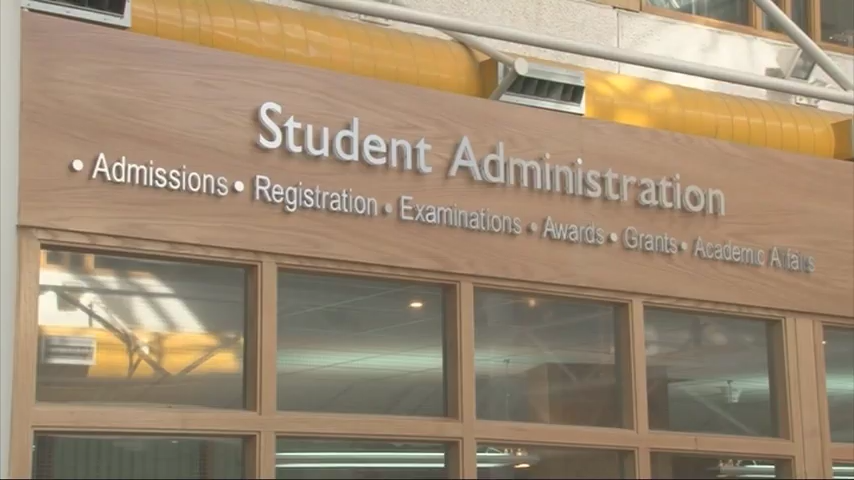 Student Administration
• Admissions • Registration • Examinations • Awards • Grants • Academic Affairs